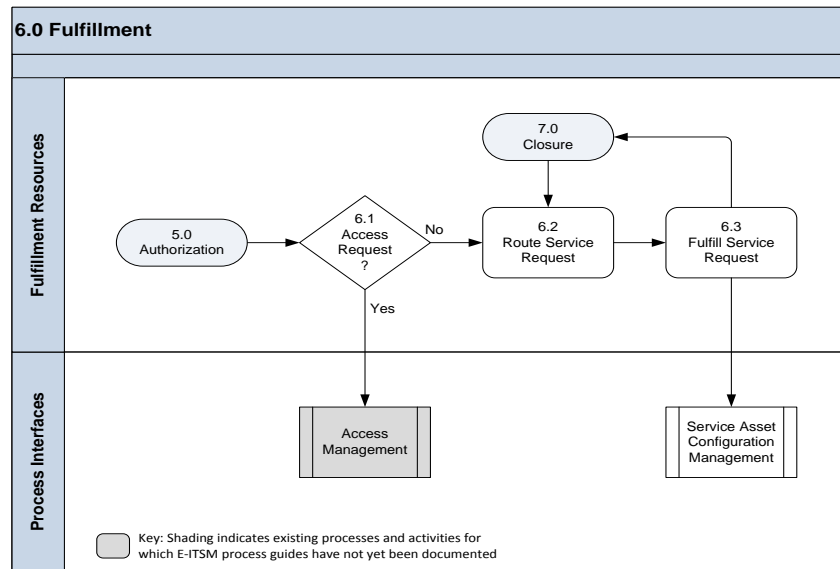 6.0 Fulfillment
Fulfillment Resources
7.0
Closure
5.0
Authorization
6.1
Access
Request
?
No
6.2
Route Service
Request
6.3
Fulfill Service
Request
Yes
Process Interfaces
Access
Management
Service Asset
Configuration
Management
Key: Shading indicates existing processes and activities for
which E-ITSM process guides have not yet been documented